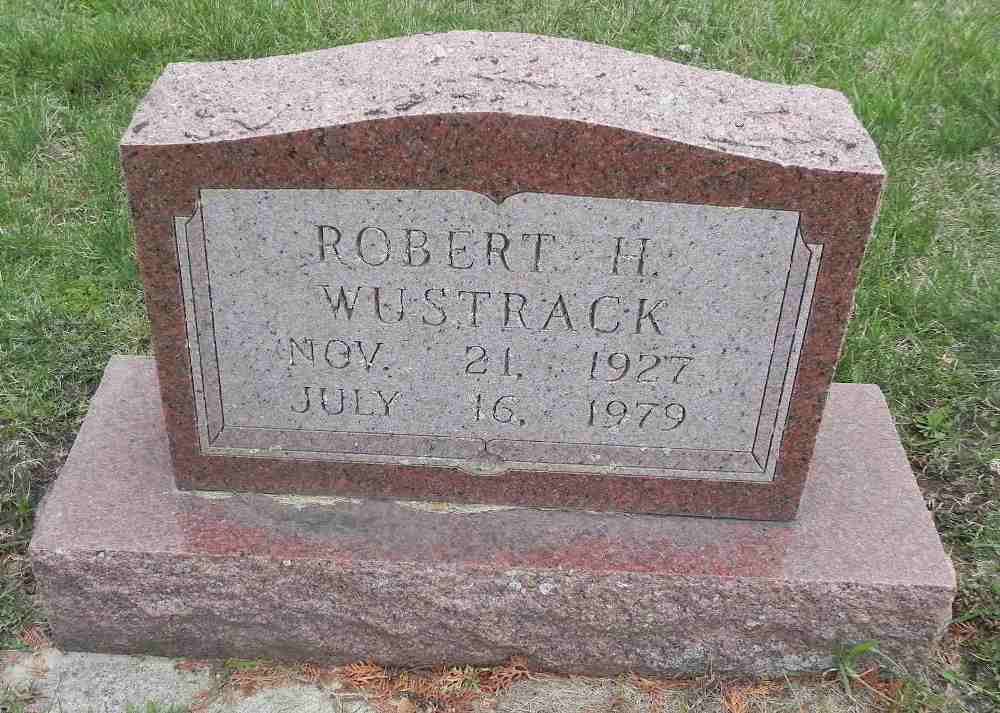 ROBERT H.
WUSTRACK
NOV. 21, 1927
JULY 16, 1979